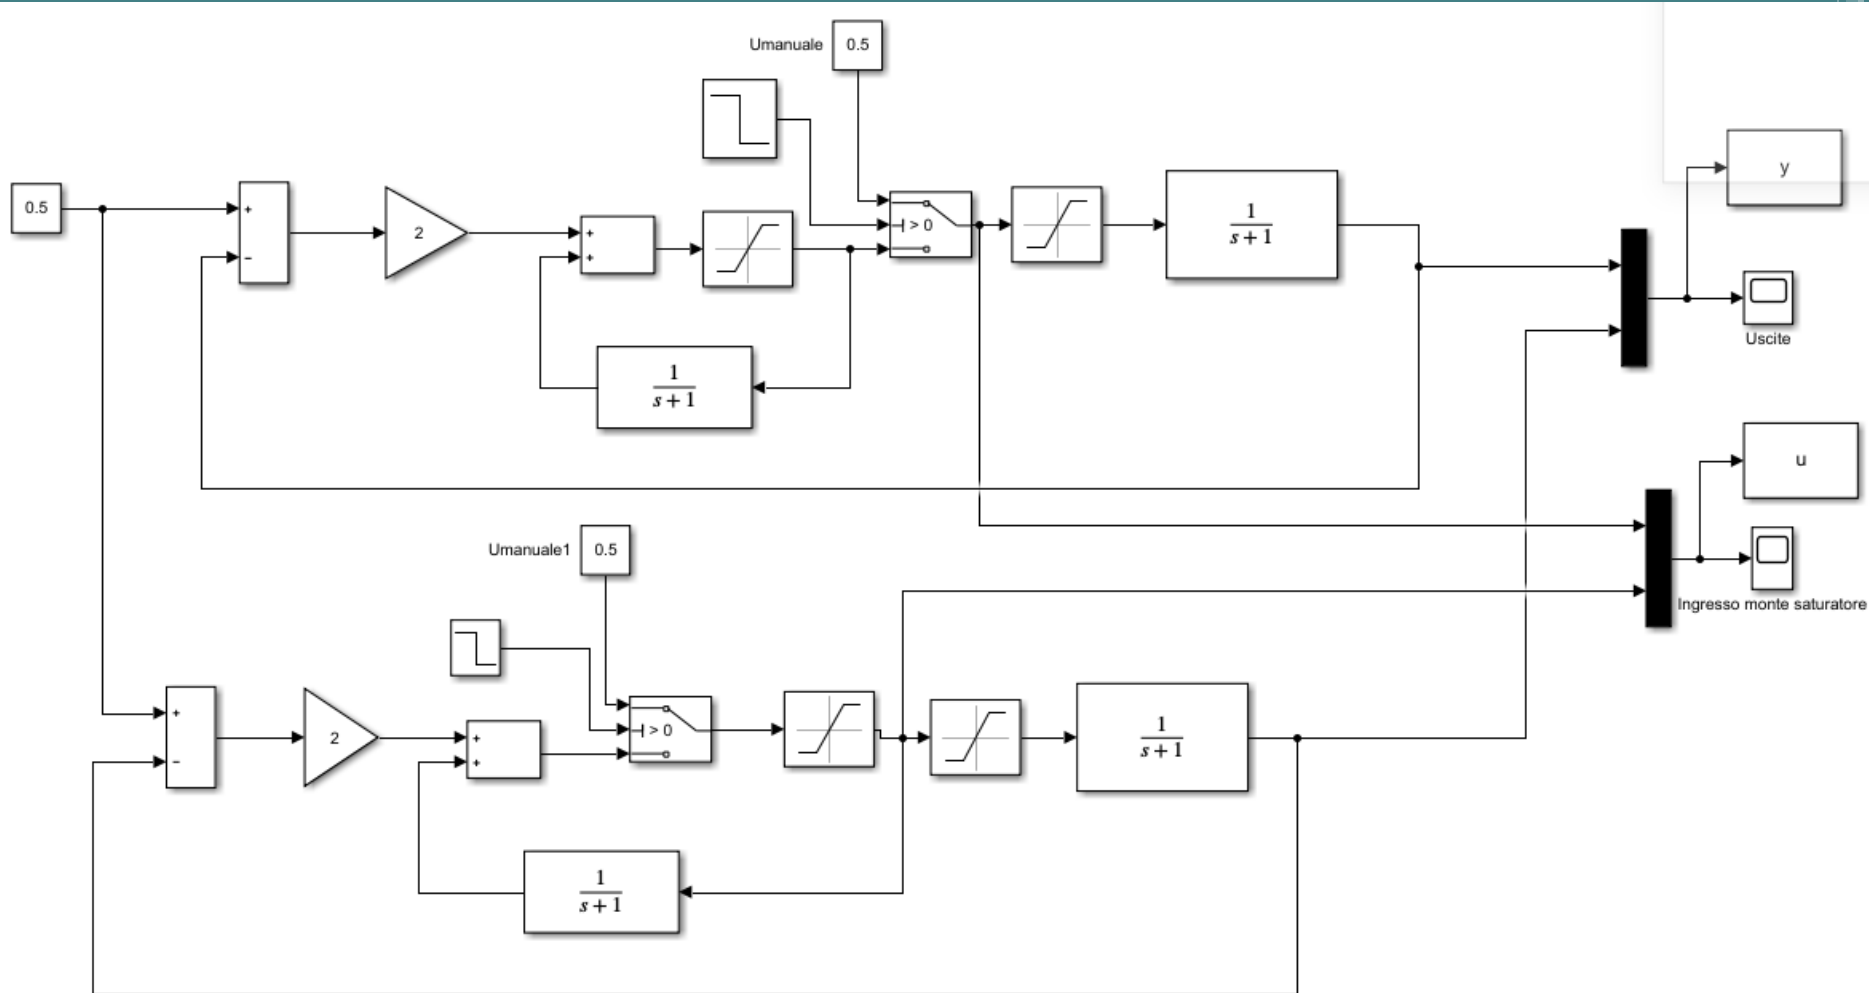 Umanuale
0.5
y
0.5
+
−
2
+
+
> 0
1
s + 1
Uscite
1
s + 1
u
Umanuale1
0.5
Ingresso monte saturatore
+
−
2
+
+
> 0
1
s + 1
1
s + 1